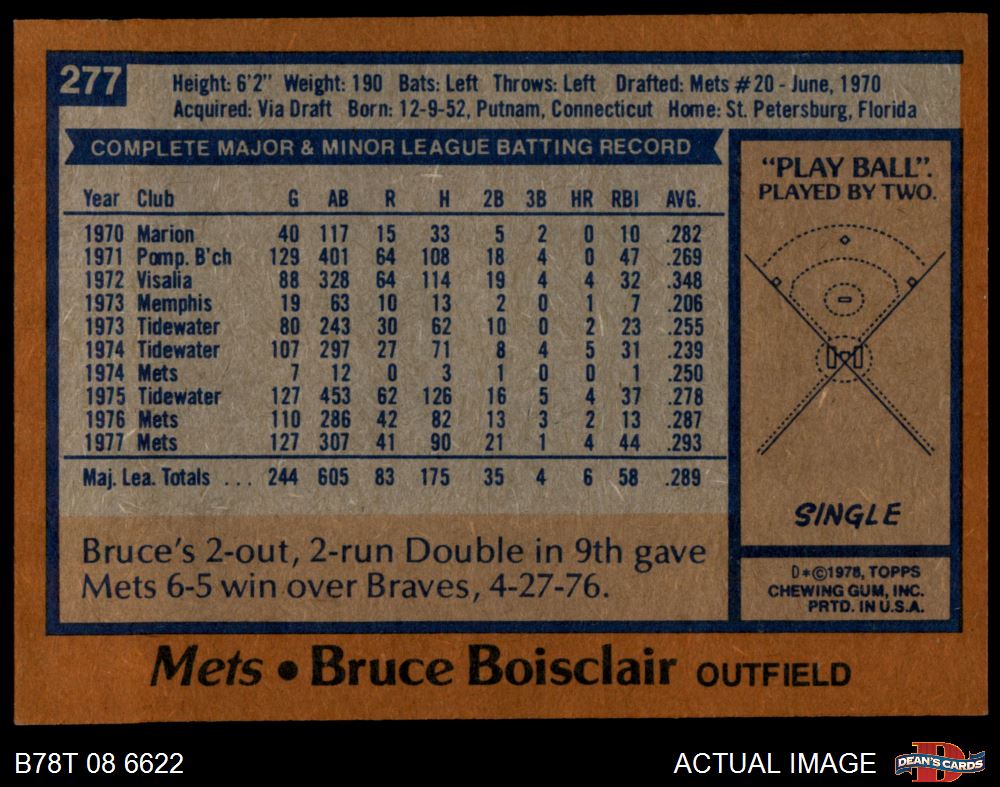 277
Height: 6'2" Weight: 190 Bats: Left Throws: Left Drafted: Mets #20 - June, 1970
Acquired: Via Draft Born: 12-9-52, Putnam, Connecticut Home: St. Petersburg, Florida
COMPLETE MAJOR & MINOR LEAGUE BATTING RECORD
Year Club G AB R H 2B 3B HR RBI AVG.
1970 Marion 40 117 15 33 5 2 0 10 .282
1971 Pomp. B'ch 129 401 64 108 18 4 0 47 .269
1972 Visalia 88 328 64 114 19 4 4 32 .348
1973 Memphis 19 63 10 13 2 0 1 7 .206
1973 Tidewater 80 243 30 62 10 0 2 23 .255
1974 Tidewater 107 297 27 71 8 4 5 31 .239
1974 Mets 7 12 0 3 1 0 0 1 .250
1975 Tidewater 127 453 62 126 16 5 4 37 .278
1976 Mets 110 286 42 82 13 3 2 13 .287
1977 Mets 127 307 41 90 21 1 4 44 .293
Maj. Lea. Totals ... 244 605 83 175 35 4 6 58 .289
Bruce's 2-out, 2-run Double in 9th gave
Mets 6-5 win over Braves, 4-27-76.
"PLAY BALL".
PLAYED BY TWO.
SINGLE
D*©1978, TOPPS
CHEWING GUM, INC.
PRTD. IN U.S.A.
Mets • Bruce Boisclair OUTFIELD
B78T 08 6622
ACTUAL IMAGE
D
DEAN'S CARDS